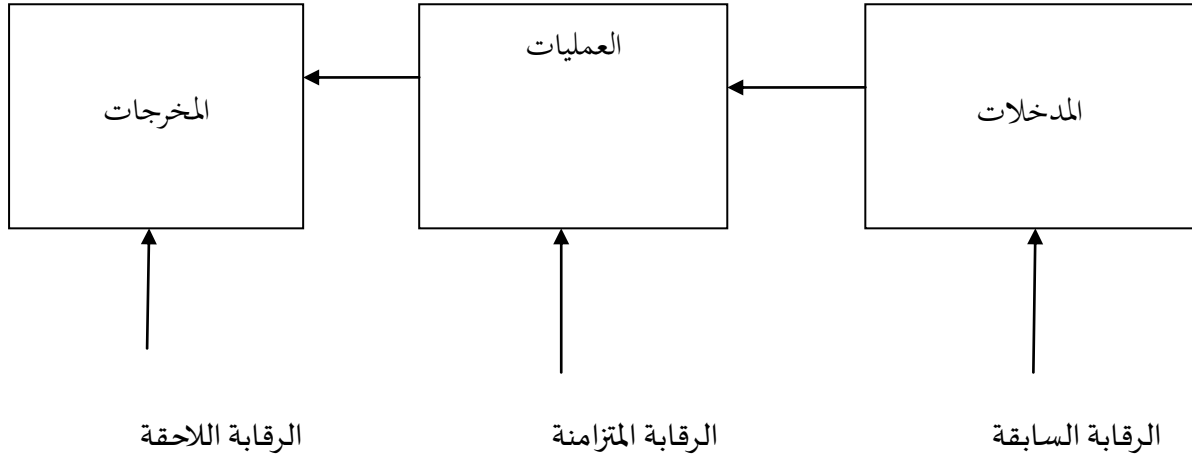 المدخلات
العمليات
المخرجات
الرقابة السابقة
الرقابة المتزامنة
الرقابة اللاحقة